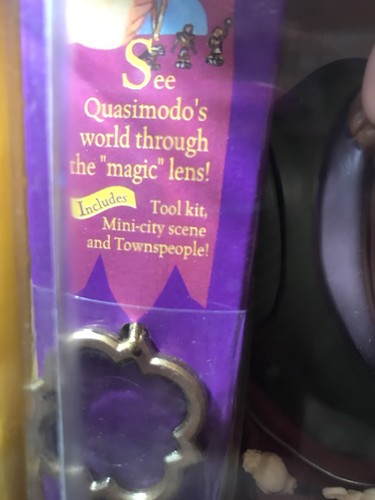 See
Quasimodo's
world through
the "magic" lens!
Includes Tool kit,
Mini-city scene
and Townspeople!